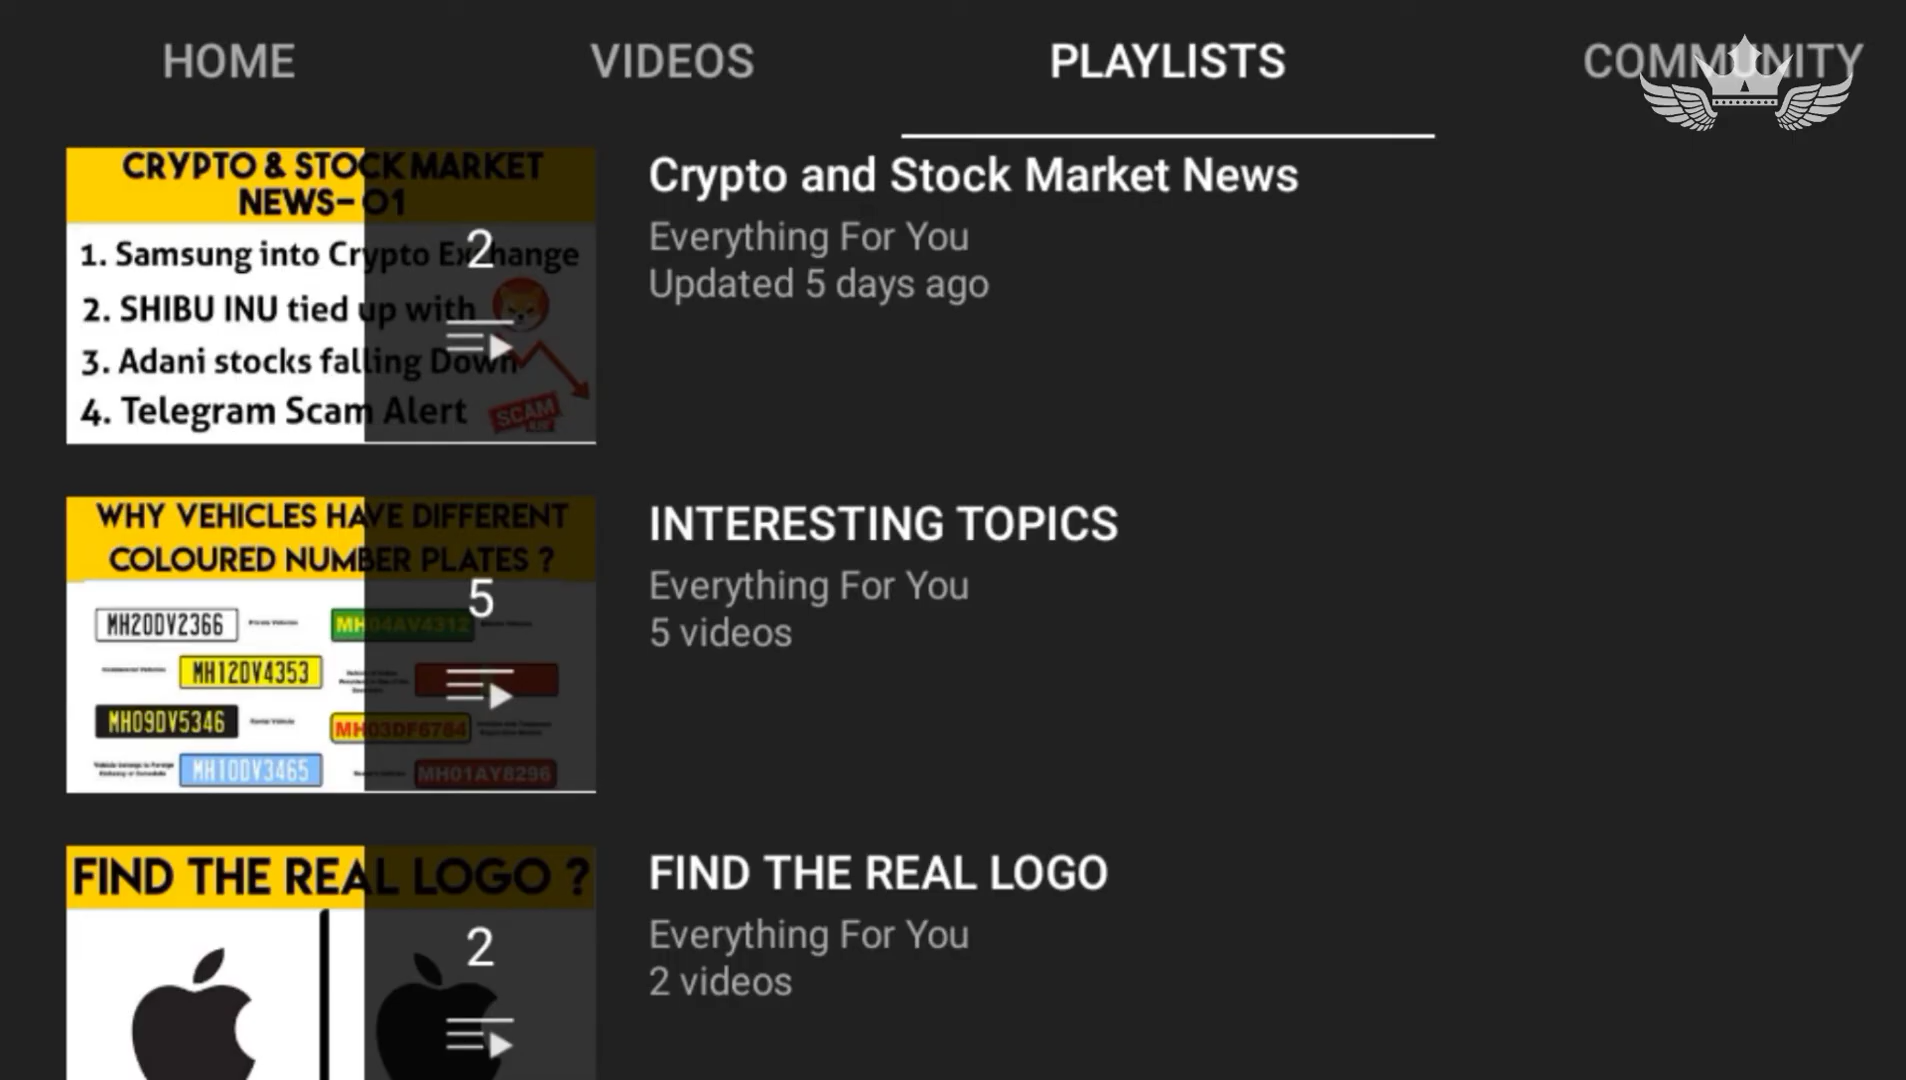 HOME
VIDEOS
PLAYLISTS
COMMUNITY
CRYPTO & STOCK MARKET
NEWS- 01
1. Samsung into Crypto Exchange
2. SHIBU INU tied up with
3. Adani stocks falling Down
4. Telegram Scam Alert
SCAM
2
Crypto and Stock Market News
Everything For You
Updated 5 days ago
WHY VEHICLES HAVE DIFFERENT
COLOURED NUMBER PLATES ?
MH20DV2366
MH04AV4312
MH12DV4353
MH09DV5346
MH03DF6784
MH10DV3465
MH01AY8296
5
INTERESTING TOPICS
Everything For You
5 videos
FIND THE REAL LOGO ?
2
FIND THE REAL LOGO
Everything For You
2 videos